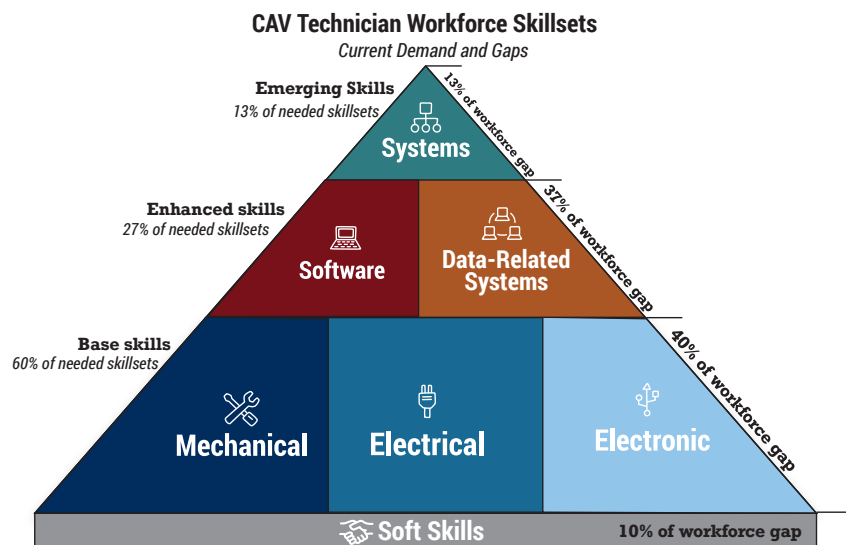 CAV Technician Workforce Skillsets
Current Demand and Gaps
Emerging Skills
13% of needed skillsets
13% of workforce gap
Systems
Enhanced skills
27% of needed skillsets
37% of workforce gap
Software
Data-Related
Systems
Base skills
60% of needed skillsets
40% of workforce gap
Mechanical
Electrical
Electronic
Soft Skills
10% of workforce gap